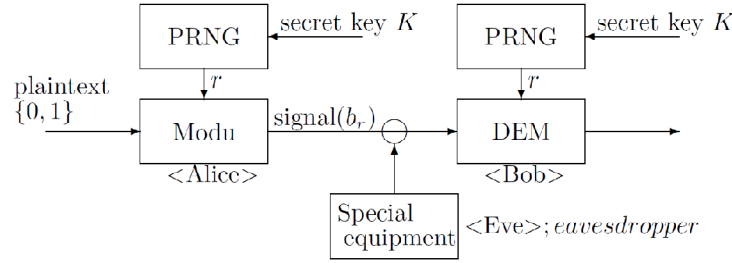 PRNG
secret key K
PRNG
secret key K
r
r
plaintext
{0, 1}
Modu
signal(b_r)
DEM
<Alice>
<Bob>
Special
equipment
<Eve>; eavesdropper